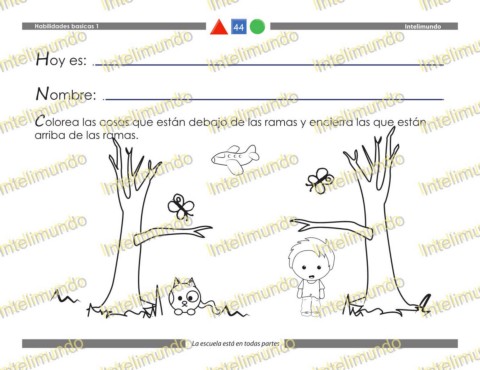 Habilidades basicas 1
44
Intelimundo
Hoy es:
Nombre:
Colorea las cosas que están debajo de las ramas y encierra las que están
arriba de las ramas.
La escuela está en todas partes
Intelimundo